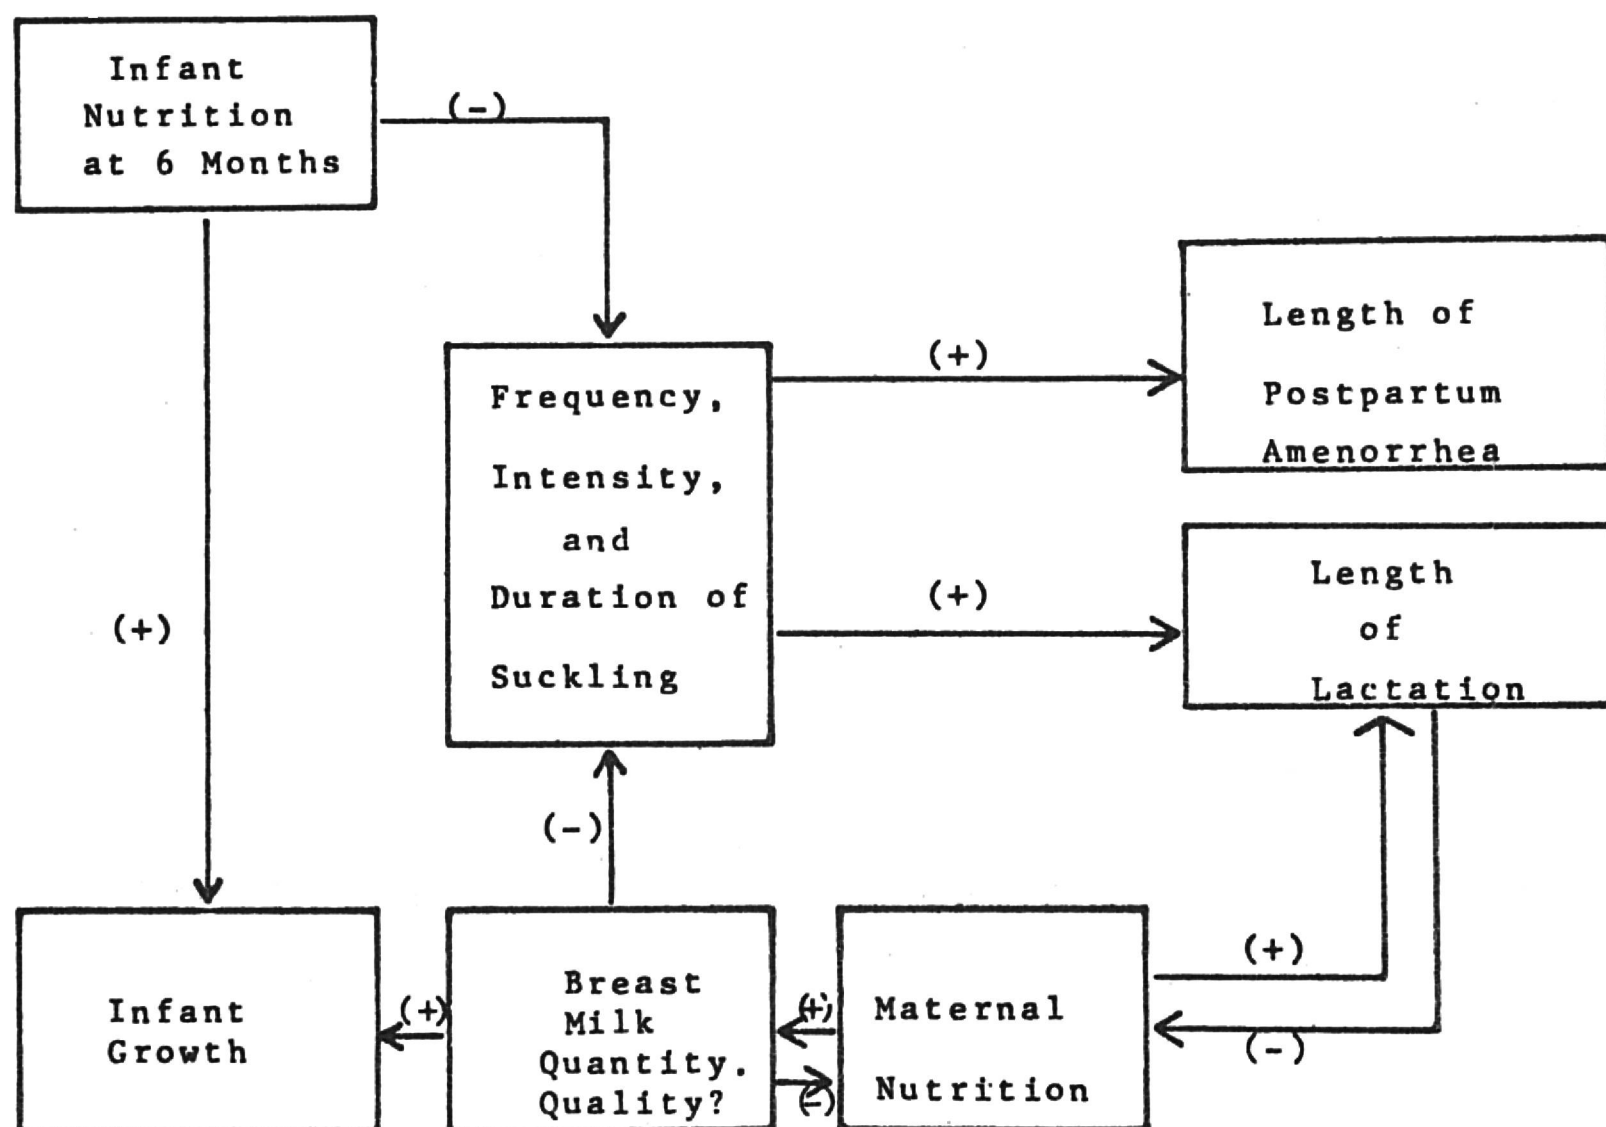 Infant
Nutrition
at 6 Months
(-)
(+)
Frequency,
Intensity,
and
Duration of
Suckling
(+)
Length of
Postpartum
Amenorrhea
(+)
Length
of
Lactation
(-)
Infant
Growth
(+)
Breast
Milk
Quantity.
Quality?
(+)
(-)
Maternal
Nutrition
(+)
(-)